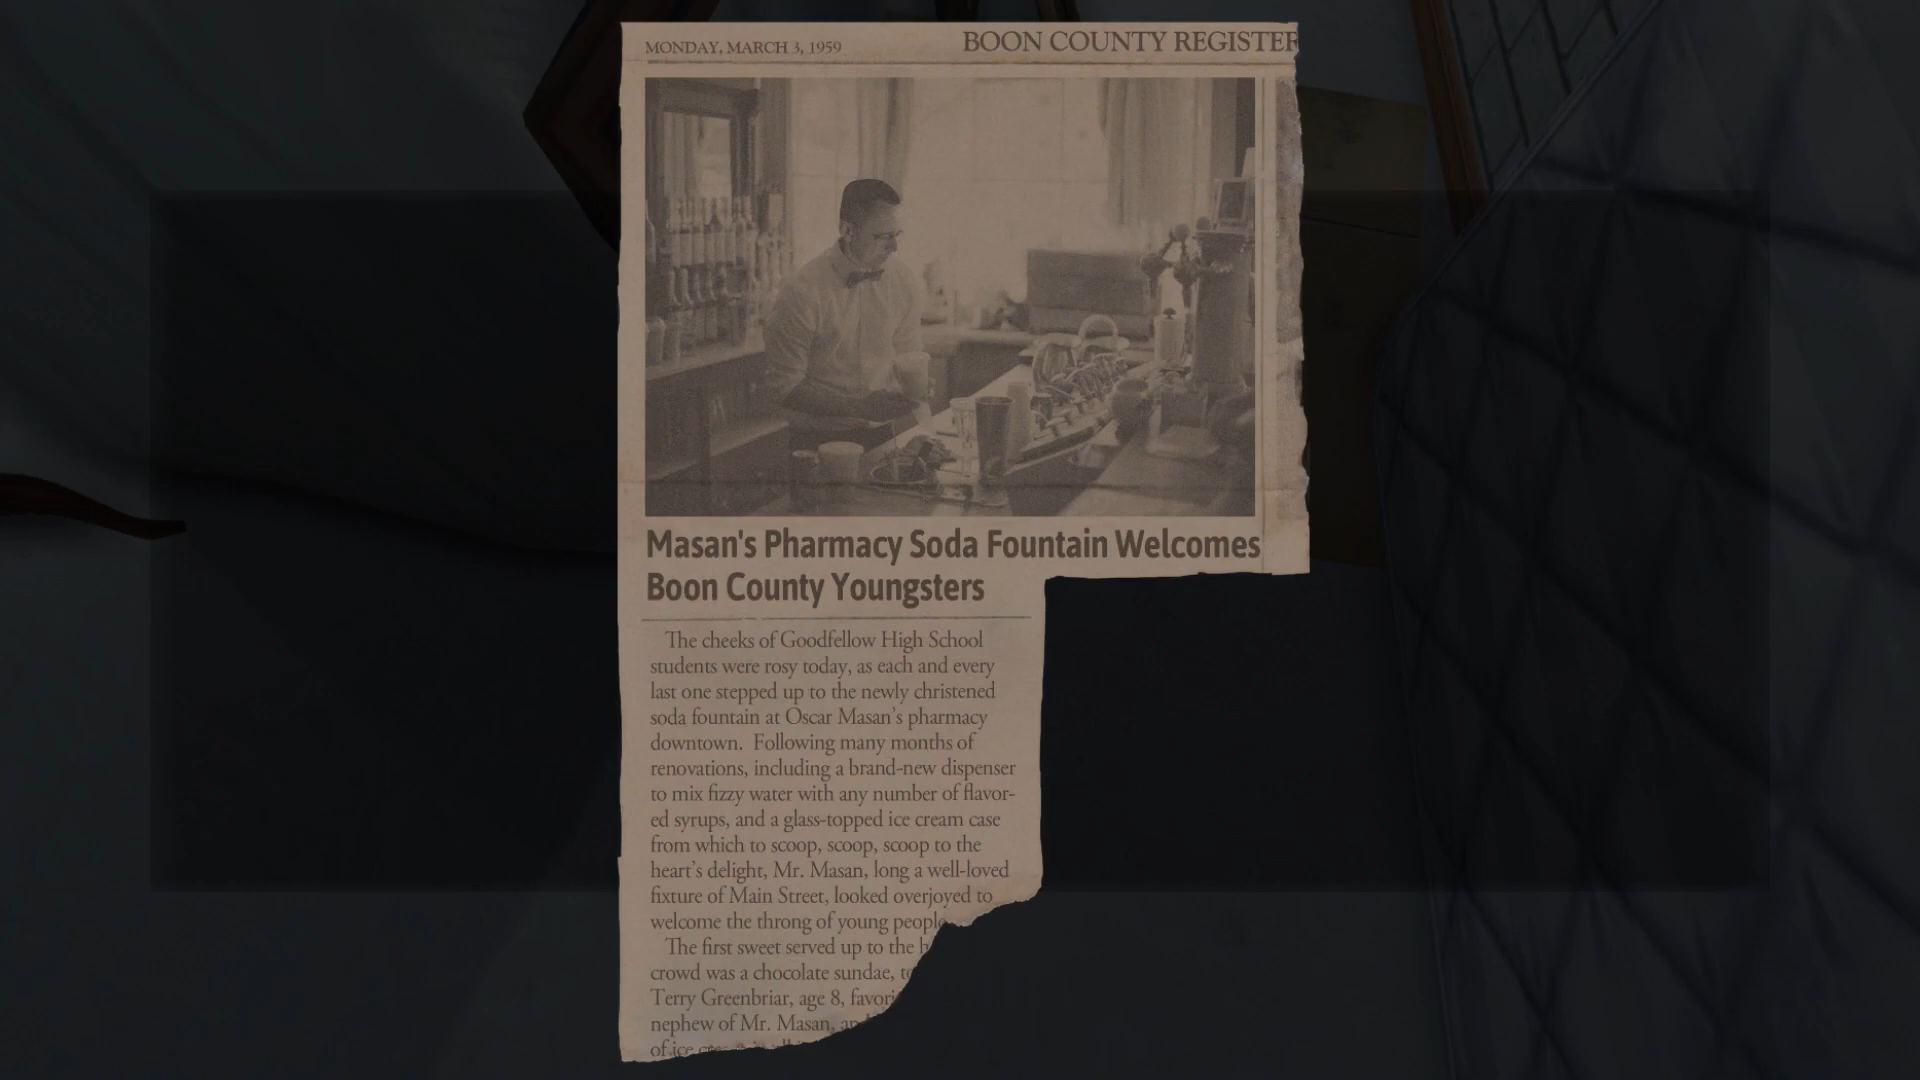 MONDAY, MARCH 3, 1959
BOON COUNTY REGISTER
Masan's Pharmacy Soda Fountain Welcomes
Boon County Youngsters
The cheeks of Goodfellow High School
students were rosy today, as each and every
last one stepped up to the newly christened
soda fountain at Oscar Masan's pharmacy
downtown. Following many months of
renovations, including a brand-new dispenser
to mix fizzy water with any number of flavor-
ed syrups, and a glass-topped ice cream case
from which to scoop, scoop, scoop to the
heart's delight, Mr. Masan, long a well-loved
fixture of Main Street, looked overjoyed to
welcome the throng of young people
The first sweet served up to the
crowd was a chocolate sundae,
Terry Greenbriar, age 8,
nephew of Mr. Masan,
of ice